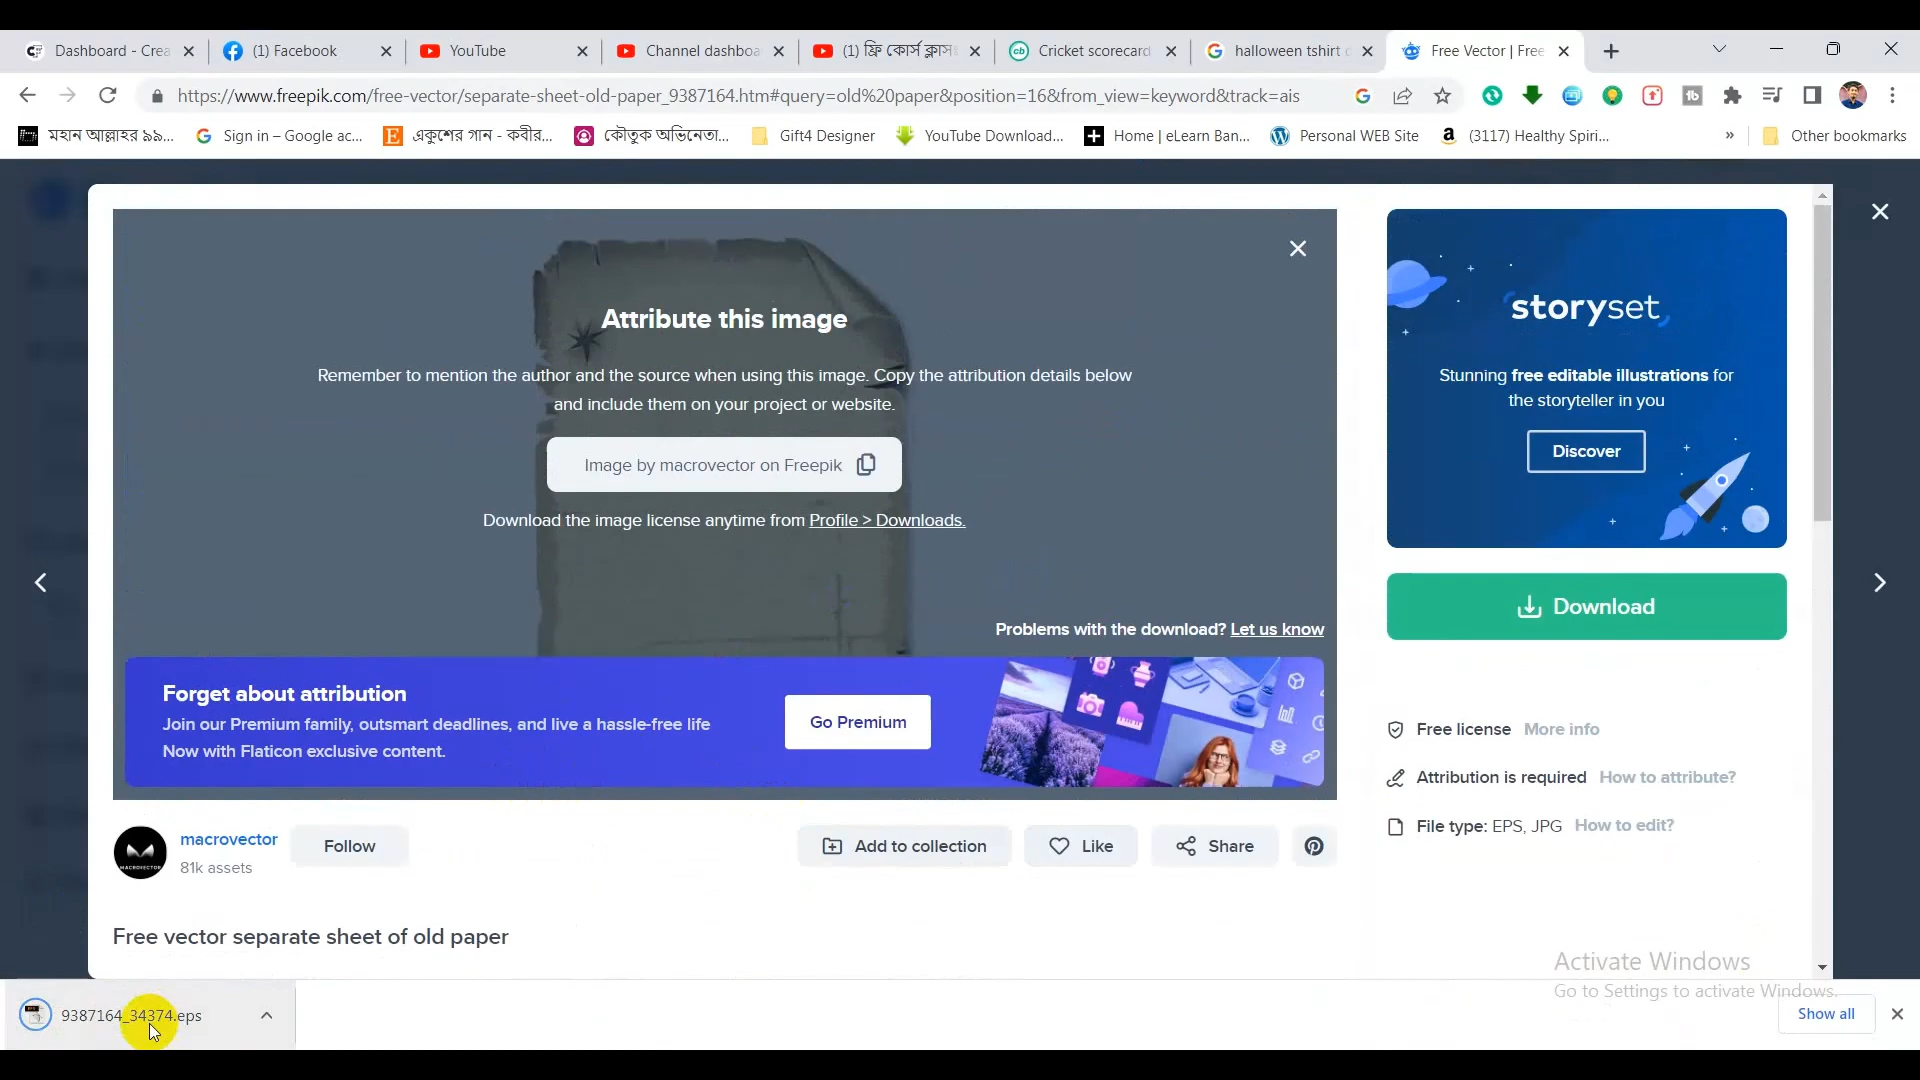 Dashboard - Crea
(1) Facebook
YouTube
Channel dashboa
(1) ফ্রি কোর্স ক্লাসঃ
Cricket scorecard
halloween tshirt d
Free Vector | Free
https://www.freepik.com/free-vector/separate-sheet-old-paper_9387164.htm#query=old%20paper&position=16&from_view=keyword&track=ais
মহান আল্লাহর ৯৯...
Sign in – Google ac...
একুশের গান - কবীর...
কৌতুক অভিনেতা...
Gift4 Designer
YouTube Download...
Home | eLearn Ban...
Personal WEB Site
(3117) Healthy Spiri...
»
Other bookmarks
Attribute this image
Remember to mention the author and the source when using this image. Copy the attribution details below
and include them on your project or website.
Image by macrovector on Freepik
Download the image license anytime from Profile > Downloads.
Problems with the download? Let us know
Forget about attribution
Join our Premium family, outsmart deadlines, and live a hassle-free life
Now with Flaticon exclusive content.
Go Premium
storyset
Stunning free editable illustrations for
the storyteller in you
Discover
Download
Free license More info
Attribution is required How to attribute?
File type: EPS, JPG How to edit?
macrovector
81k assets
Follow
Add to collection
Like
Share
Free vector separate sheet of old paper
Activate Windows
Go to Settings to activate Windows.
9387164_34374.eps
Show all